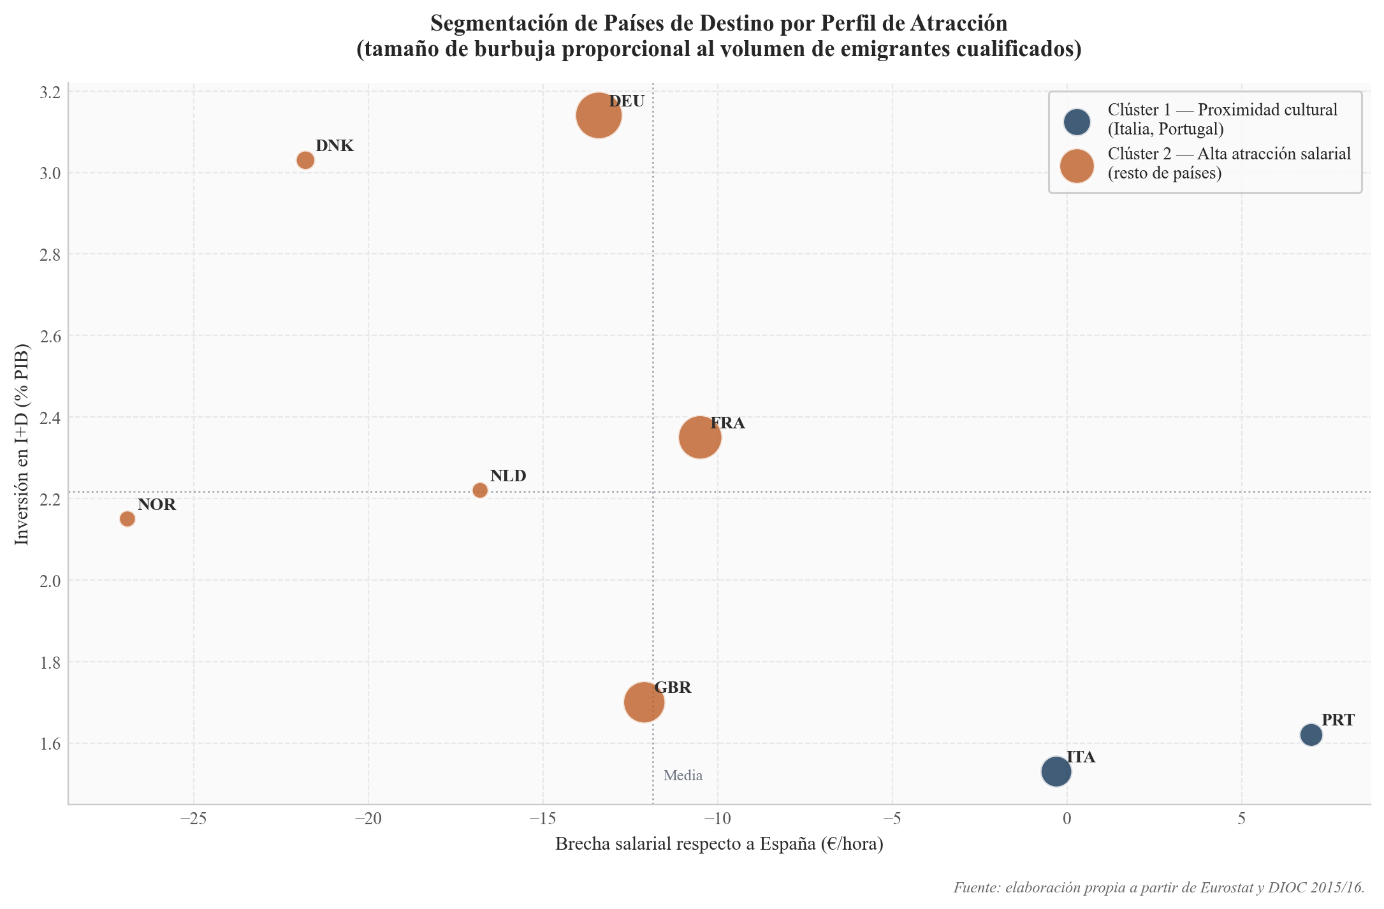 Segmentación de Países de Destino por Perfil de Atracción
(tamaño de burbuja proporcional al volumen de emigrantes cualificados)
Clúster 1 — Proximidad cultural
(Italia, Portugal)
Clúster 2 — Alta atracción salarial
(resto de países)
Inversión en I+D (% PIB)
3.2
3.0
2.8
2.6
2.4
2.2
2.0
1.8
1.6
DEU
DNK
FRA
NLD
NOR
GBR
PRT
ITA
Media
−25
−20
−15
−10
−5
0
5
Brecha salarial respecto a España (€/hora)
Fuente: elaboración propia a partir de Eurostat y DIOC 2015/16.